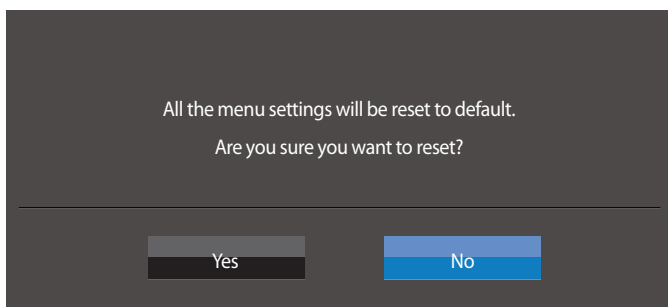 All the menu settings will be reset to default.
Are you sure you want to reset?
Yes
No